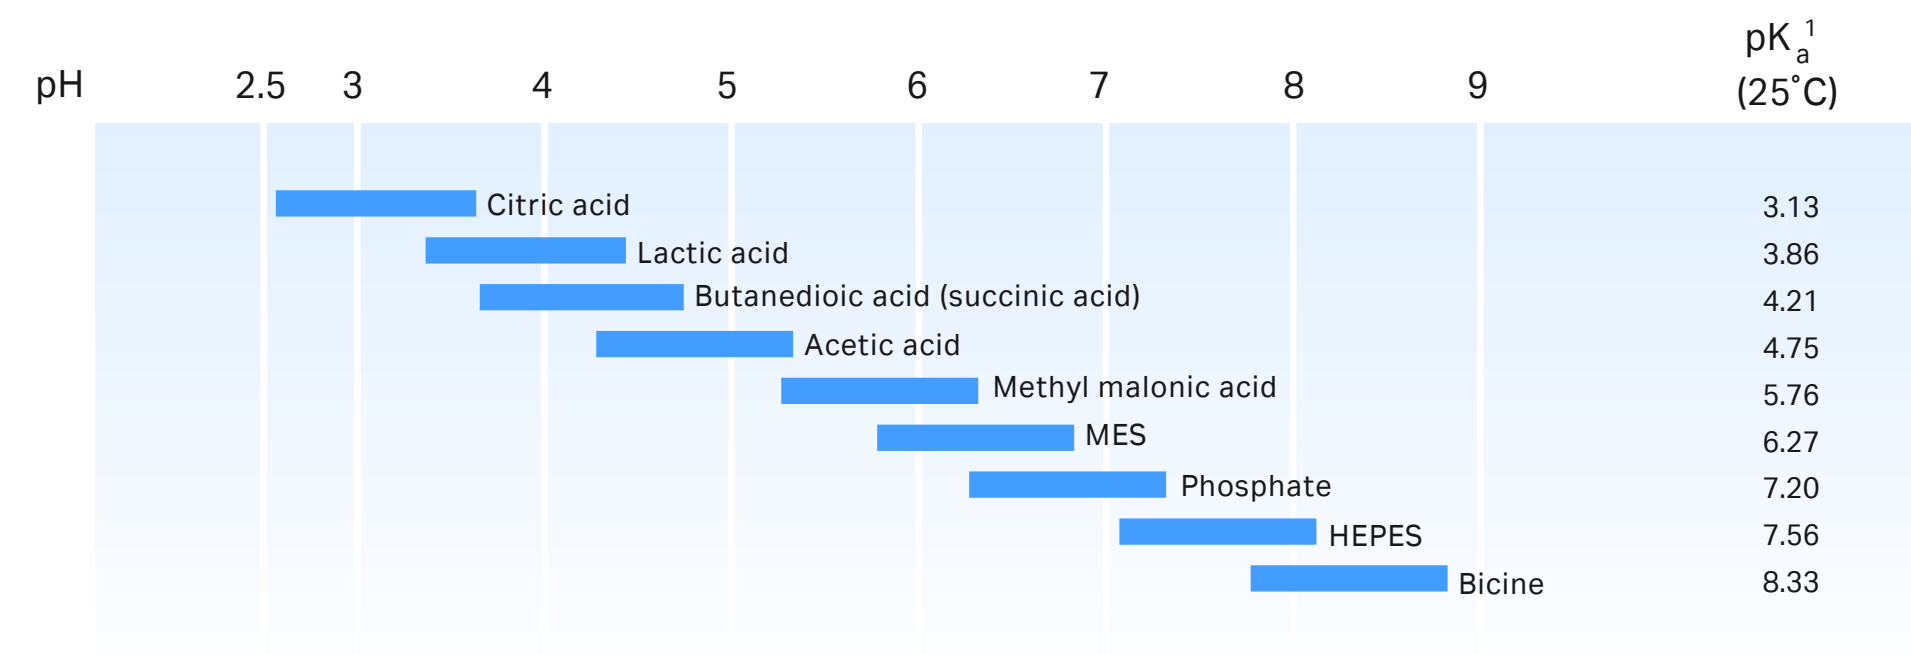 pKa1
pH 2.5 3 4 5 6 7 8 9 (25˚C)
Citric acid 3.13
Lactic acid 3.86
Butanedioic acid (succinic acid) 4.21
Acetic acid 4.75
Methyl malonic acid 5.76
MES 6.27
Phosphate 7.20
HEPES 7.56
Bicine 8.33